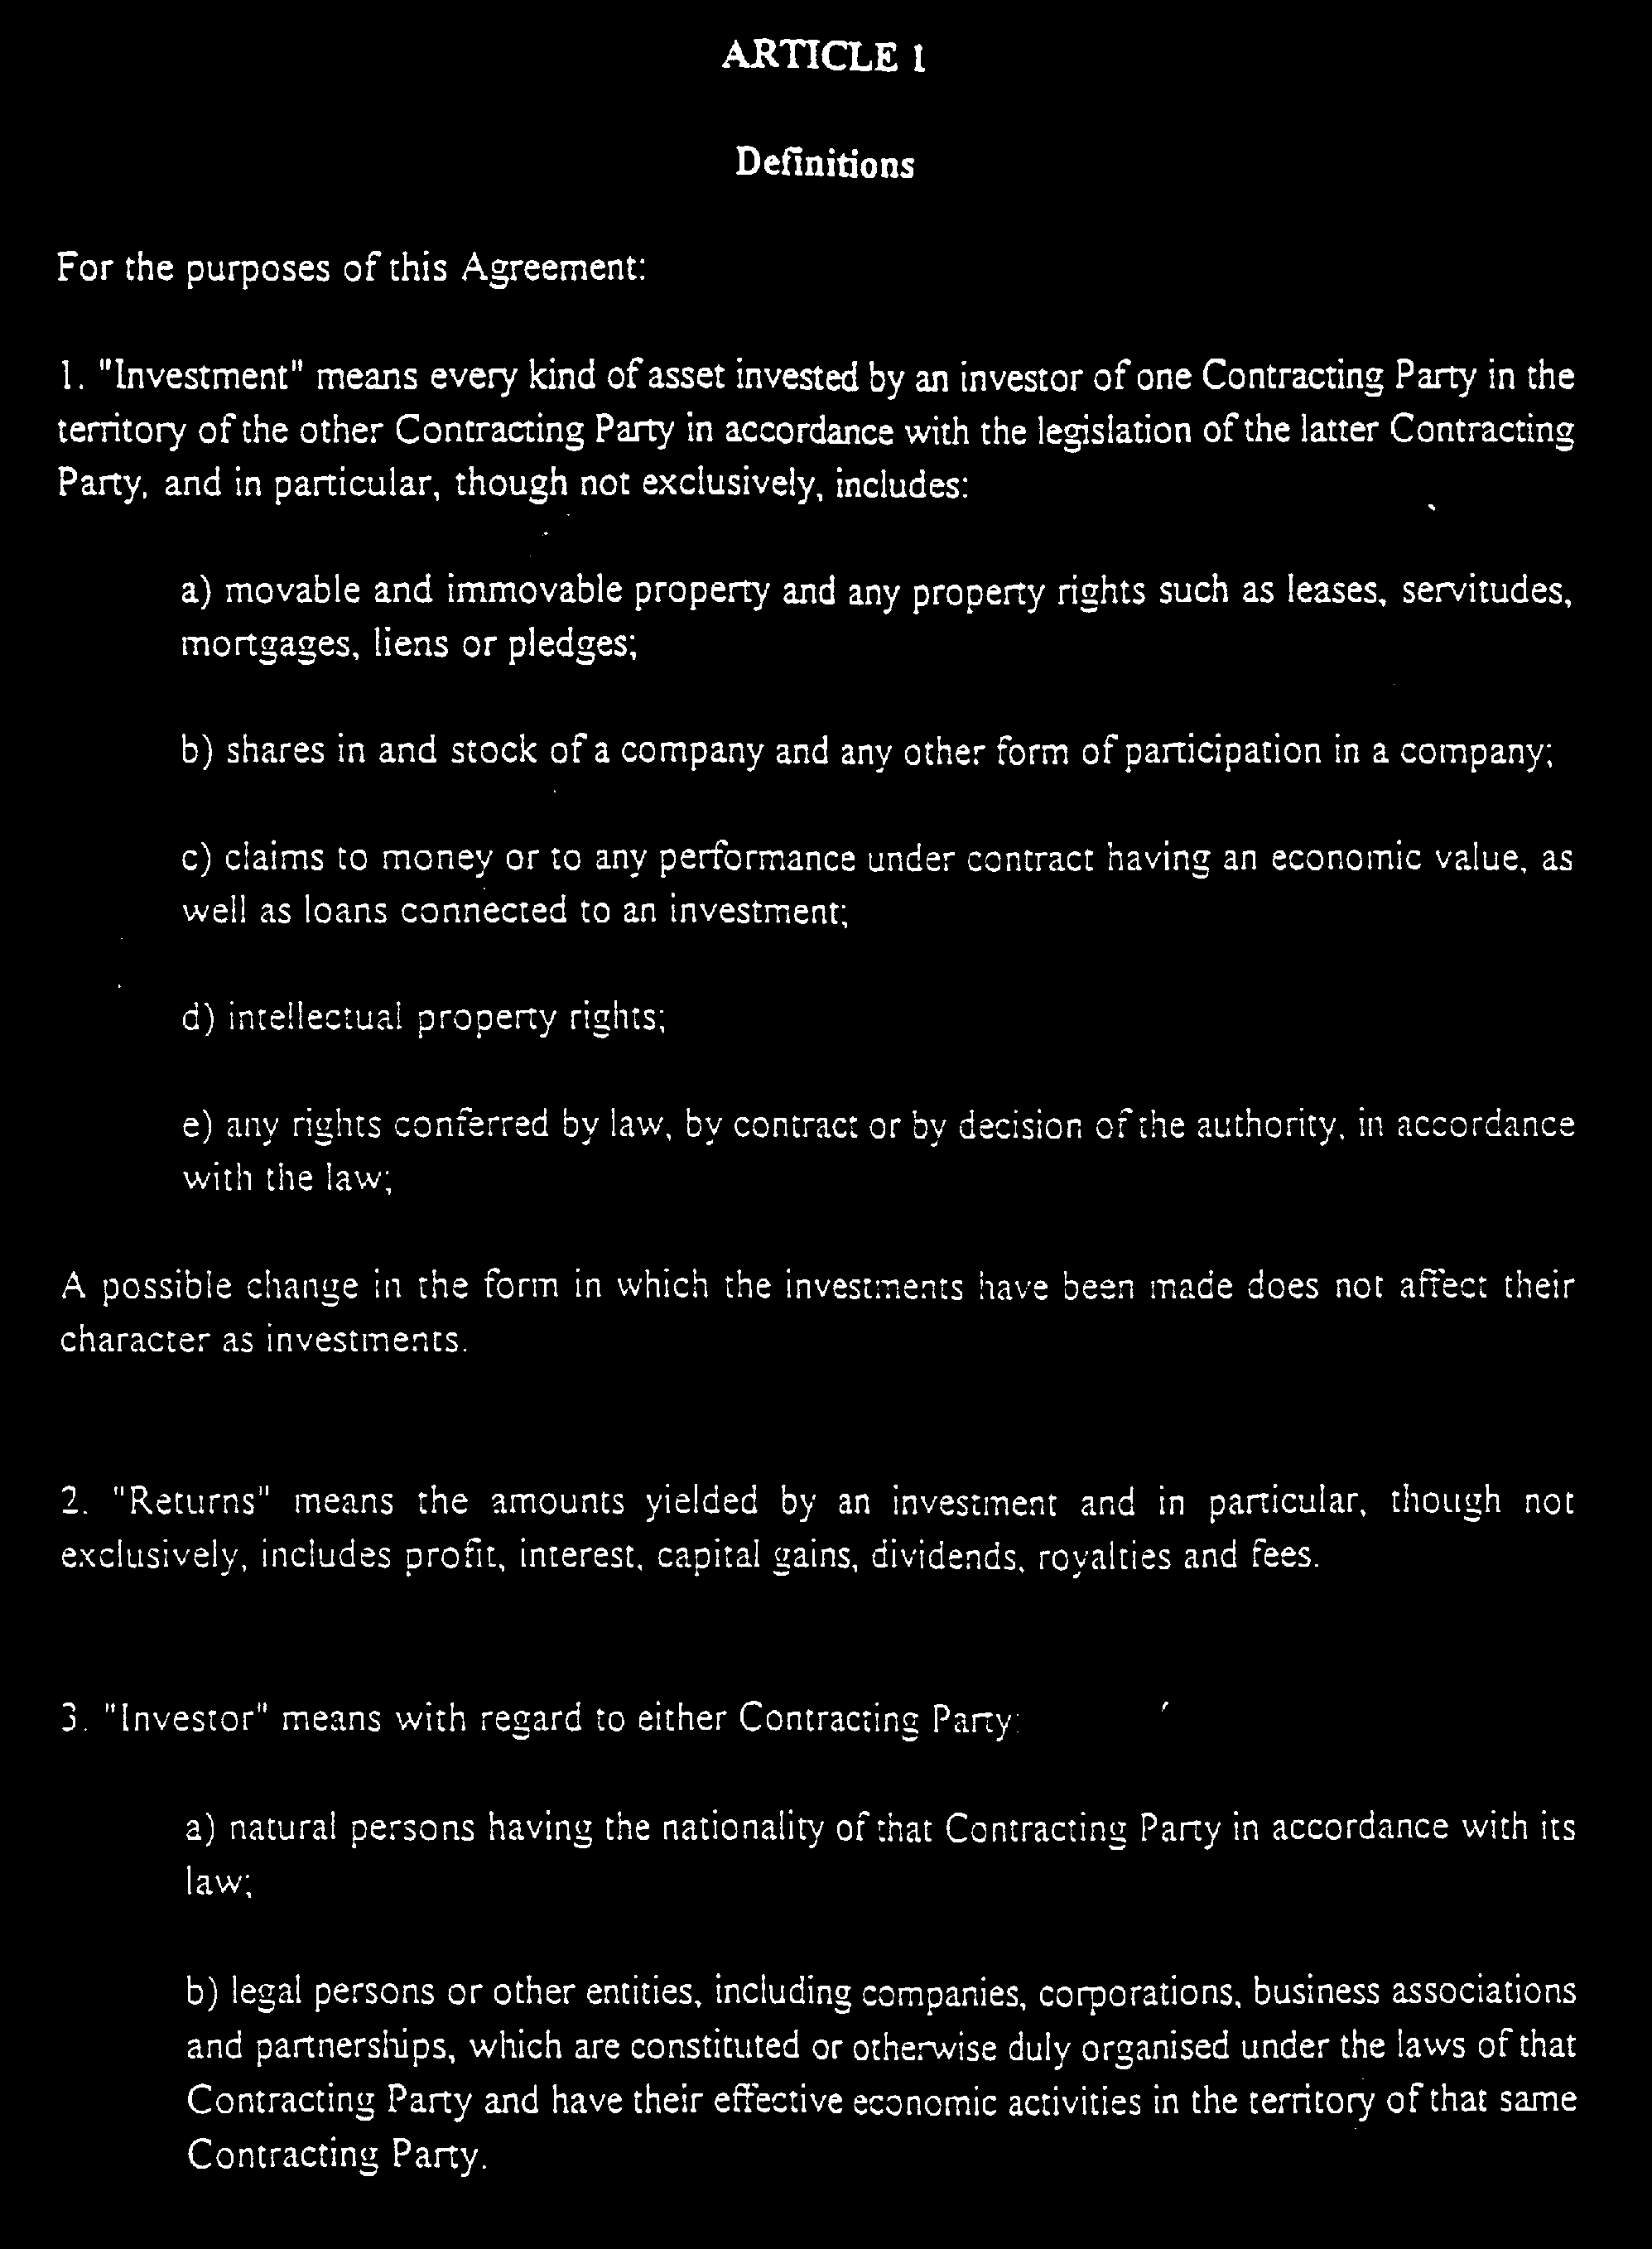 ARTICLE 1
Definitions
For the purposes of this Agreement:
1. "Investment" means every kind of asset invested by an investor of one Contracting Party in the
territory of the other Contracting Party in accordance with the legislation of the latter Contracting
Party, and in particular, though not exclusively, includes:
a) movable and immovable property and any property rights such as leases, servitudes,
mortgages, liens or pledges;
b) shares in and stock of a company and any other form of participation in a company;
c) claims to money or to any performance under contract having an economic value, as
well as loans connected to an investment;
d) intellectual property rights;
e) any rights conferred by law, by contract or by decision of the authority, in accordance
with the law;
A possible change in the form in which the investments have been made does not affect their
character as investments.
2. "Returns" means the amounts yielded by an investment and in particular, though not
exclusively, includes profit, interest, capital gains, dividends, royalties and fees.
3. "Investor" means with regard to either Contracting Party:
a) natural persons having the nationality of that Contracting Party in accordance with its
law;
b) legal persons or other entities, including companies, corporations, business associations
and partnerships, which are constituted or otherwise duly organised under the laws of that
Contracting Party and have their effective economic activities in the territory of that same
Contracting Party.